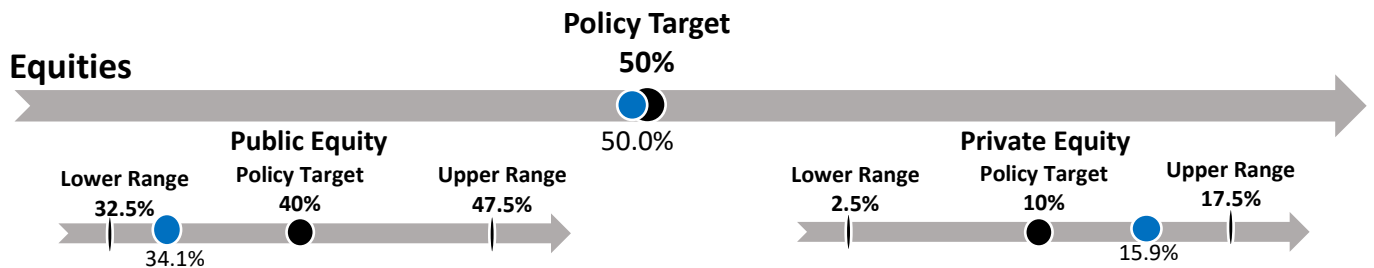 Policy Target
50%
Equities
50.0%
Public Equity
Lower Range
32.5%
Policy Target
40%
Upper Range
47.5%
34.1%
Private Equity
Lower Range
2.5%
Policy Target
10%
Upper Range
17.5%
15.9%